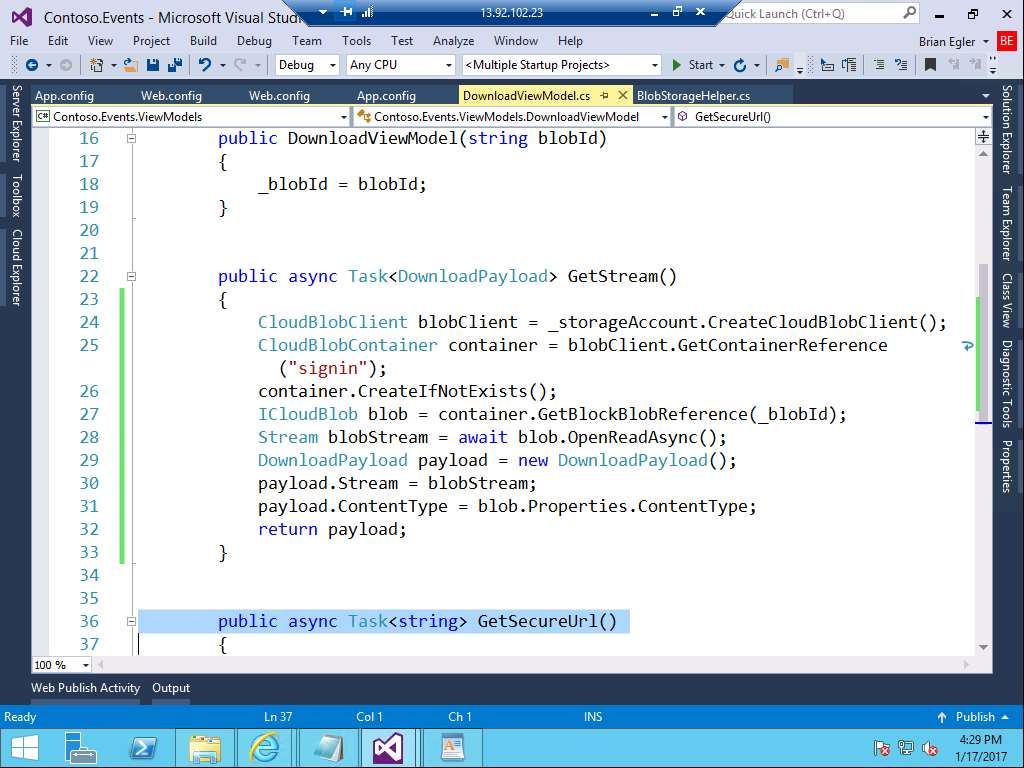 13.92.102.23
Contoso.Events - Microsoft Visual Studi
Quick Launch (Ctrl+Q)
File Edit View Project Build Debug Team Tools Test Analyze Window Help
Brian Egler BE
Debug Any CPU <Multiple Startup Projects> Start
App.config Web.config Web.config App.config DownloadViewModel.cs BlobStorageHelper.cs
C# Contoso.Events.ViewModels Contoso.Events.ViewModels.DownloadViewModel GetSecureUrl()
Server Explorer
Toolbox
Cloud Explorer
16 public DownloadViewModel(string blobId)
17 {
18 _blobId = blobId;
19 }
20
21
22 public async Task<DownloadPayload> GetStream()
23 {
24 CloudBlobClient blobClient = _storageAccount.CreateCloudBlobClient();
25 CloudBlobContainer container = blobClient.GetContainerReference
("signin");
26 container.CreateIfNotExists();
27 ICloudBlob blob = container.GetBlockBlobReference(_blobId);
28 Stream blobStream = await blob.OpenReadAsync();
29 DownloadPayload payload = new DownloadPayload();
30 payload.Stream = blobStream;
31 payload.ContentType = blob.Properties.ContentType;
32 return payload;
33 }
34
35
36 public async Task<string> GetSecureUrl()
37 {
Solution Explorer
Team Explorer
Class View
Diagnostic Tools
Properties
100 %
Web Publish Activity Output
Ready Ln 37 Col 1 Ch 1 INS Publish
4:29 PM
1/17/2017